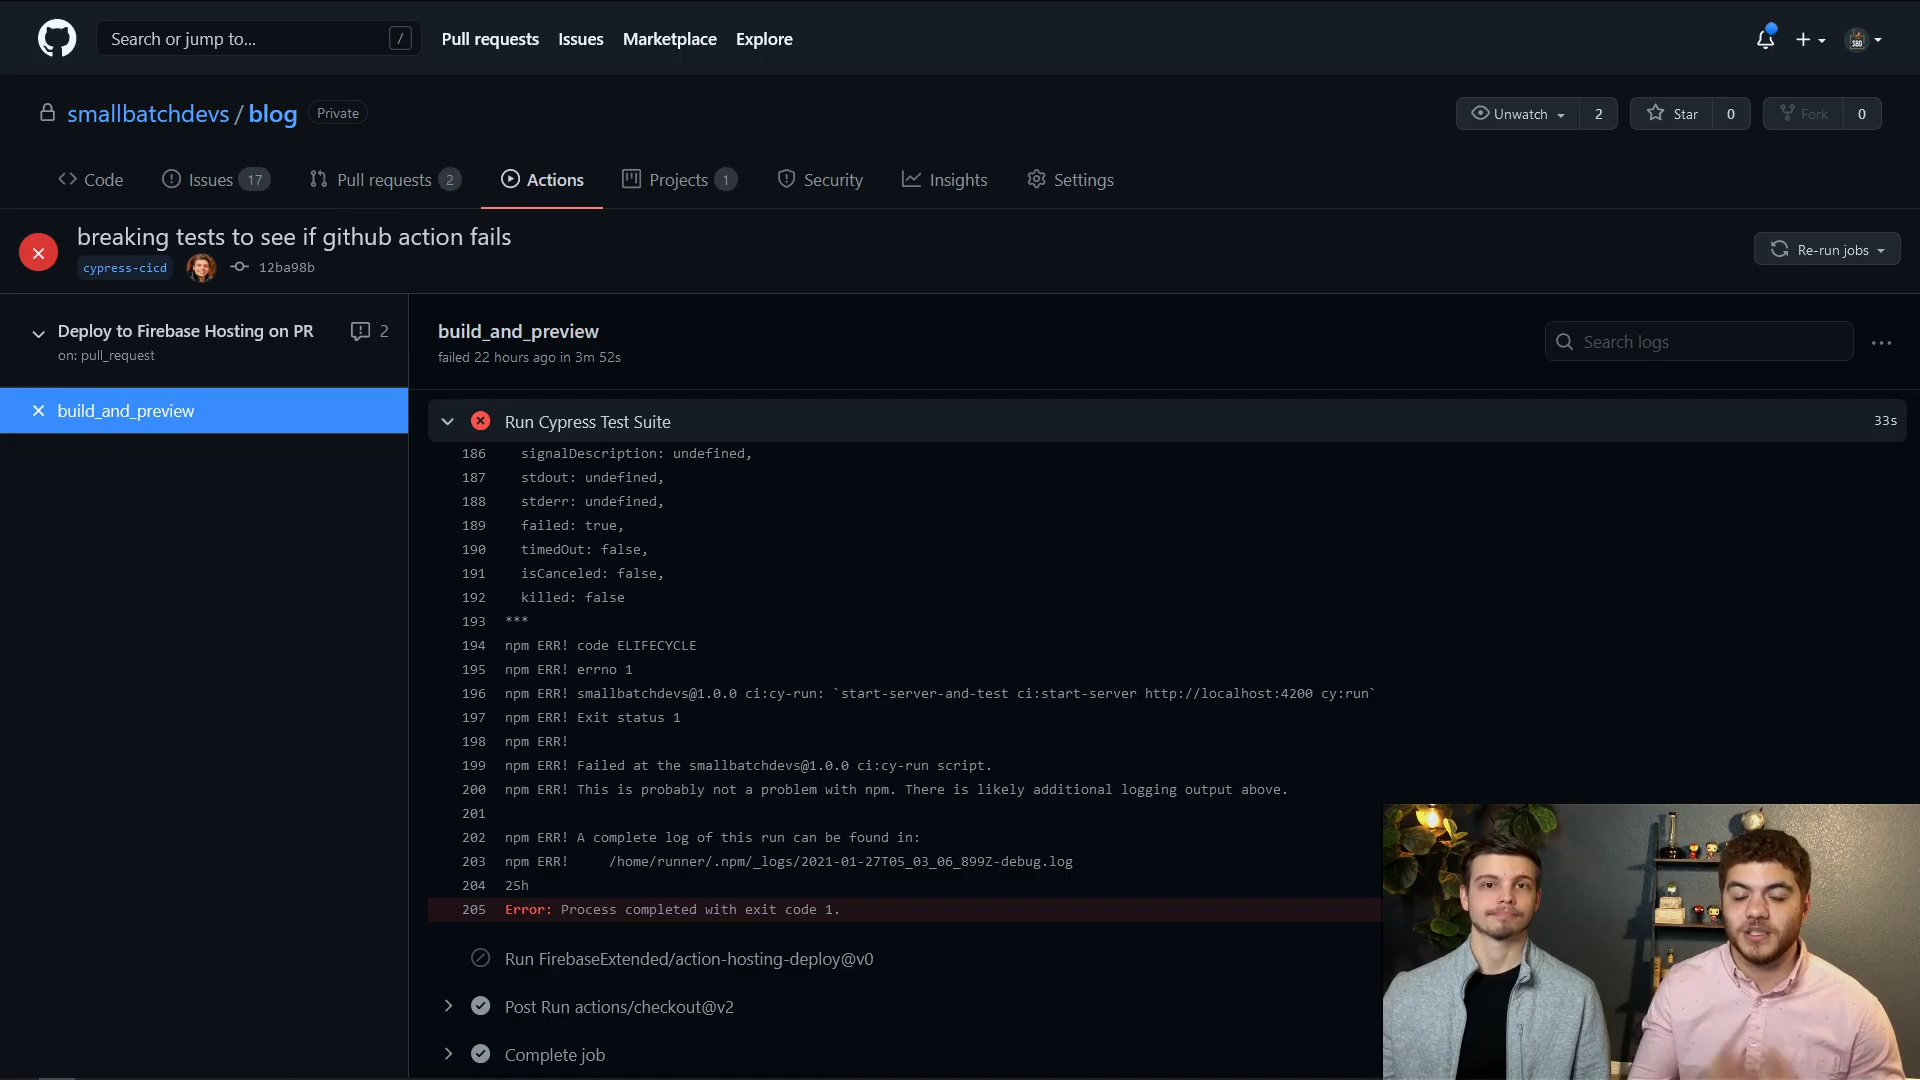 Search or jump to... /
Pull requests Issues Marketplace Explore
SBD
smallbatchdevs / blog Private
Unwatch 2 Star 0 Fork 0
Code Issues 17 Pull requests 2 Actions Projects 1 Security Insights Settings
breaking tests to see if github action fails
cypress-cicd 12ba98b
Re-run jobs
Deploy to Firebase Hosting on PR 2
on: pull_request
build_and_preview
build_and_preview
failed 22 hours ago in 3m 52s
Search logs
Run Cypress Test Suite 33s
186 signalDescription: undefined,
187 stdout: undefined,
188 stderr: undefined,
189 failed: true,
190 timedOut: false,
191 isCanceled: false,
192 killed: false
193 ***
194 npm ERR! code ELIFECYCLE
195 npm ERR! errno 1
196 npm ERR! smallbatchdevs@1.0.0 ci:cy-run: `start-server-and-test ci:start-server http://localhost:4200 cy:run`
197 npm ERR! Exit status 1
198 npm ERR!
199 npm ERR! Failed at the smallbatchdevs@1.0.0 ci:cy-run script.
200 npm ERR! This is probably not a problem with npm. There is likely additional logging output above.
201
202 npm ERR! A complete log of this run can be found in:
203 npm ERR! /home/runner/.npm/_logs/2021-01-27T05_03_06_899Z-debug.log
204 25h
205 Error: Process completed with exit code 1.
Run FirebaseExtended/action-hosting-deploy@v0
Post Run actions/checkout@v2
Complete job